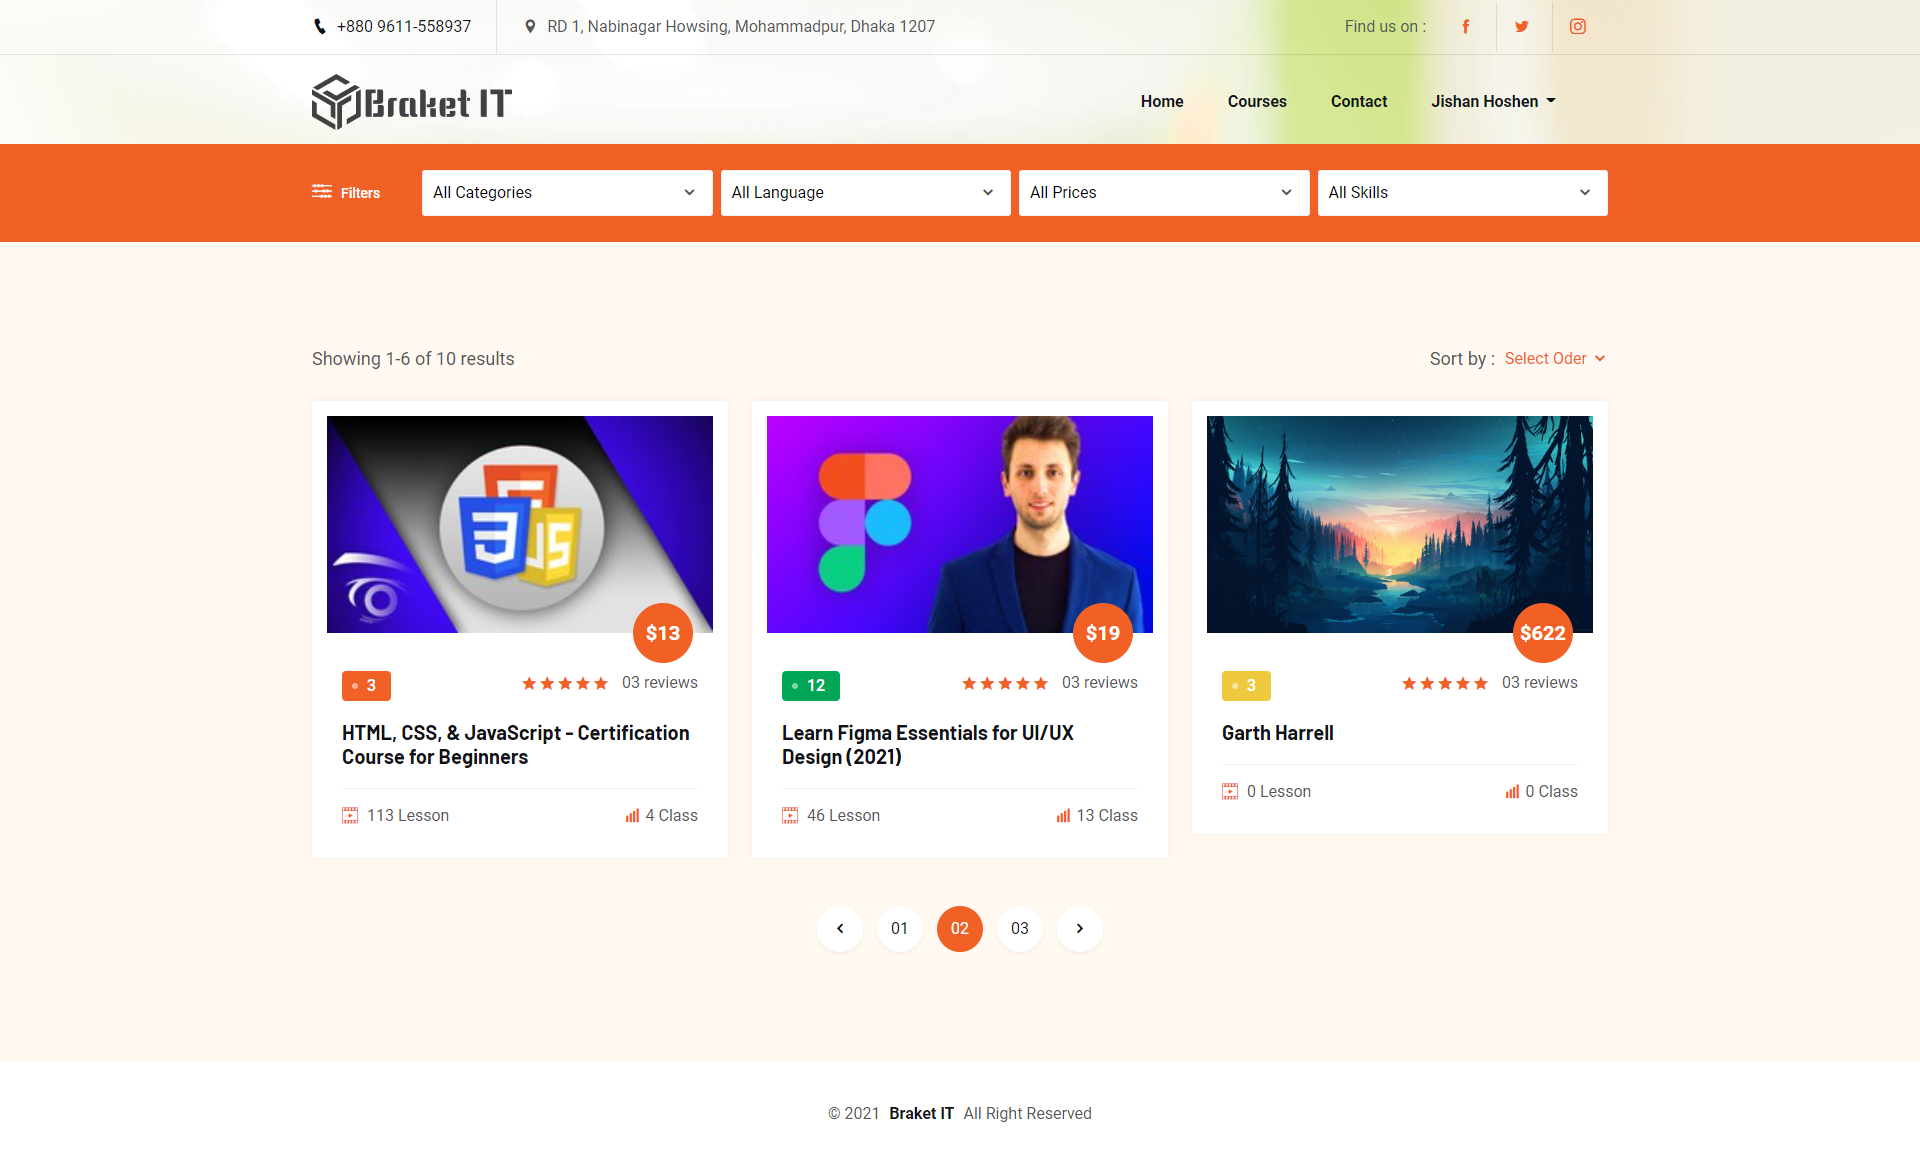 +880 9611-558937
RD 1, Nabinagar Howsing, Mohammadpur, Dhaka 1207
Find us on :
Braket IT
Home
Courses
Contact
Jishan Hoshen
Filters
All Categories
All Language
All Prices
All Skills
Showing 1-6 of 10 results
Sort by : Select Oder
3
JS
$13
$19
$622
3
03 reviews
12
03 reviews
3
03 reviews
HTML, CSS, & JavaScript - Certification
Course for Beginners
Learn Figma Essentials for UI/UX
Design (2021)
Garth Harrell
113 Lesson
4 Class
46 Lesson
13 Class
0 Lesson
0 Class
01
02
03
© 2021 Braket IT All Right Reserved